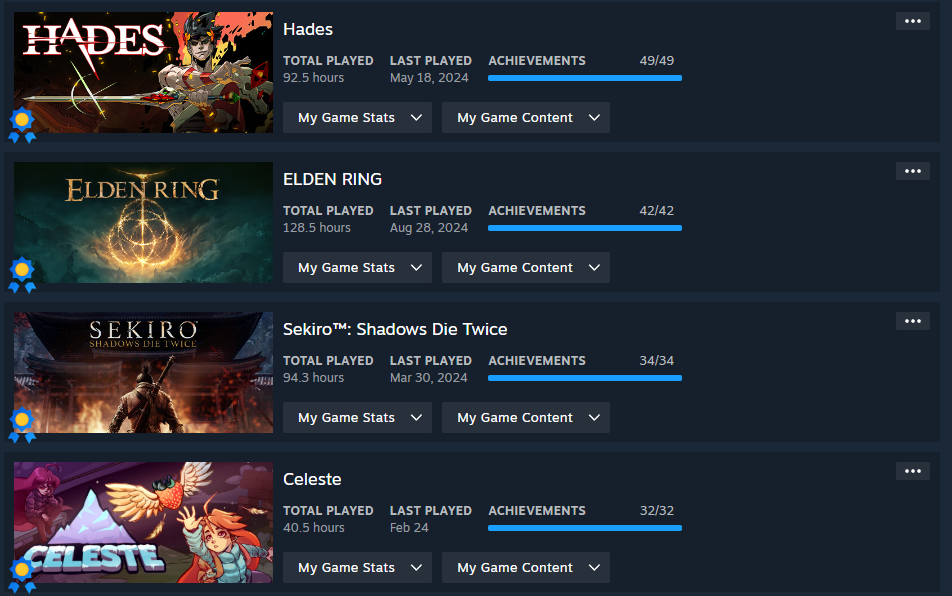 HADES
Hades
TOTAL PLAYED LAST PLAYED ACHIEVEMENTS 49/49
92.5 hours May 18, 2024
My Game Stats My Game Content
ELDEN RING
ELDEN RING
TOTAL PLAYED LAST PLAYED ACHIEVEMENTS 42/42
128.5 hours Aug 28, 2024
My Game Stats My Game Content
SEKIRO
SHADOWS DIE TWICE
Sekiro™: Shadows Die Twice
TOTAL PLAYED LAST PLAYED ACHIEVEMENTS 34/34
94.3 hours Mar 30, 2024
My Game Stats My Game Content
CELESTE
Celeste
TOTAL PLAYED LAST PLAYED ACHIEVEMENTS 32/32
40.5 hours Feb 24
My Game Stats My Game Content